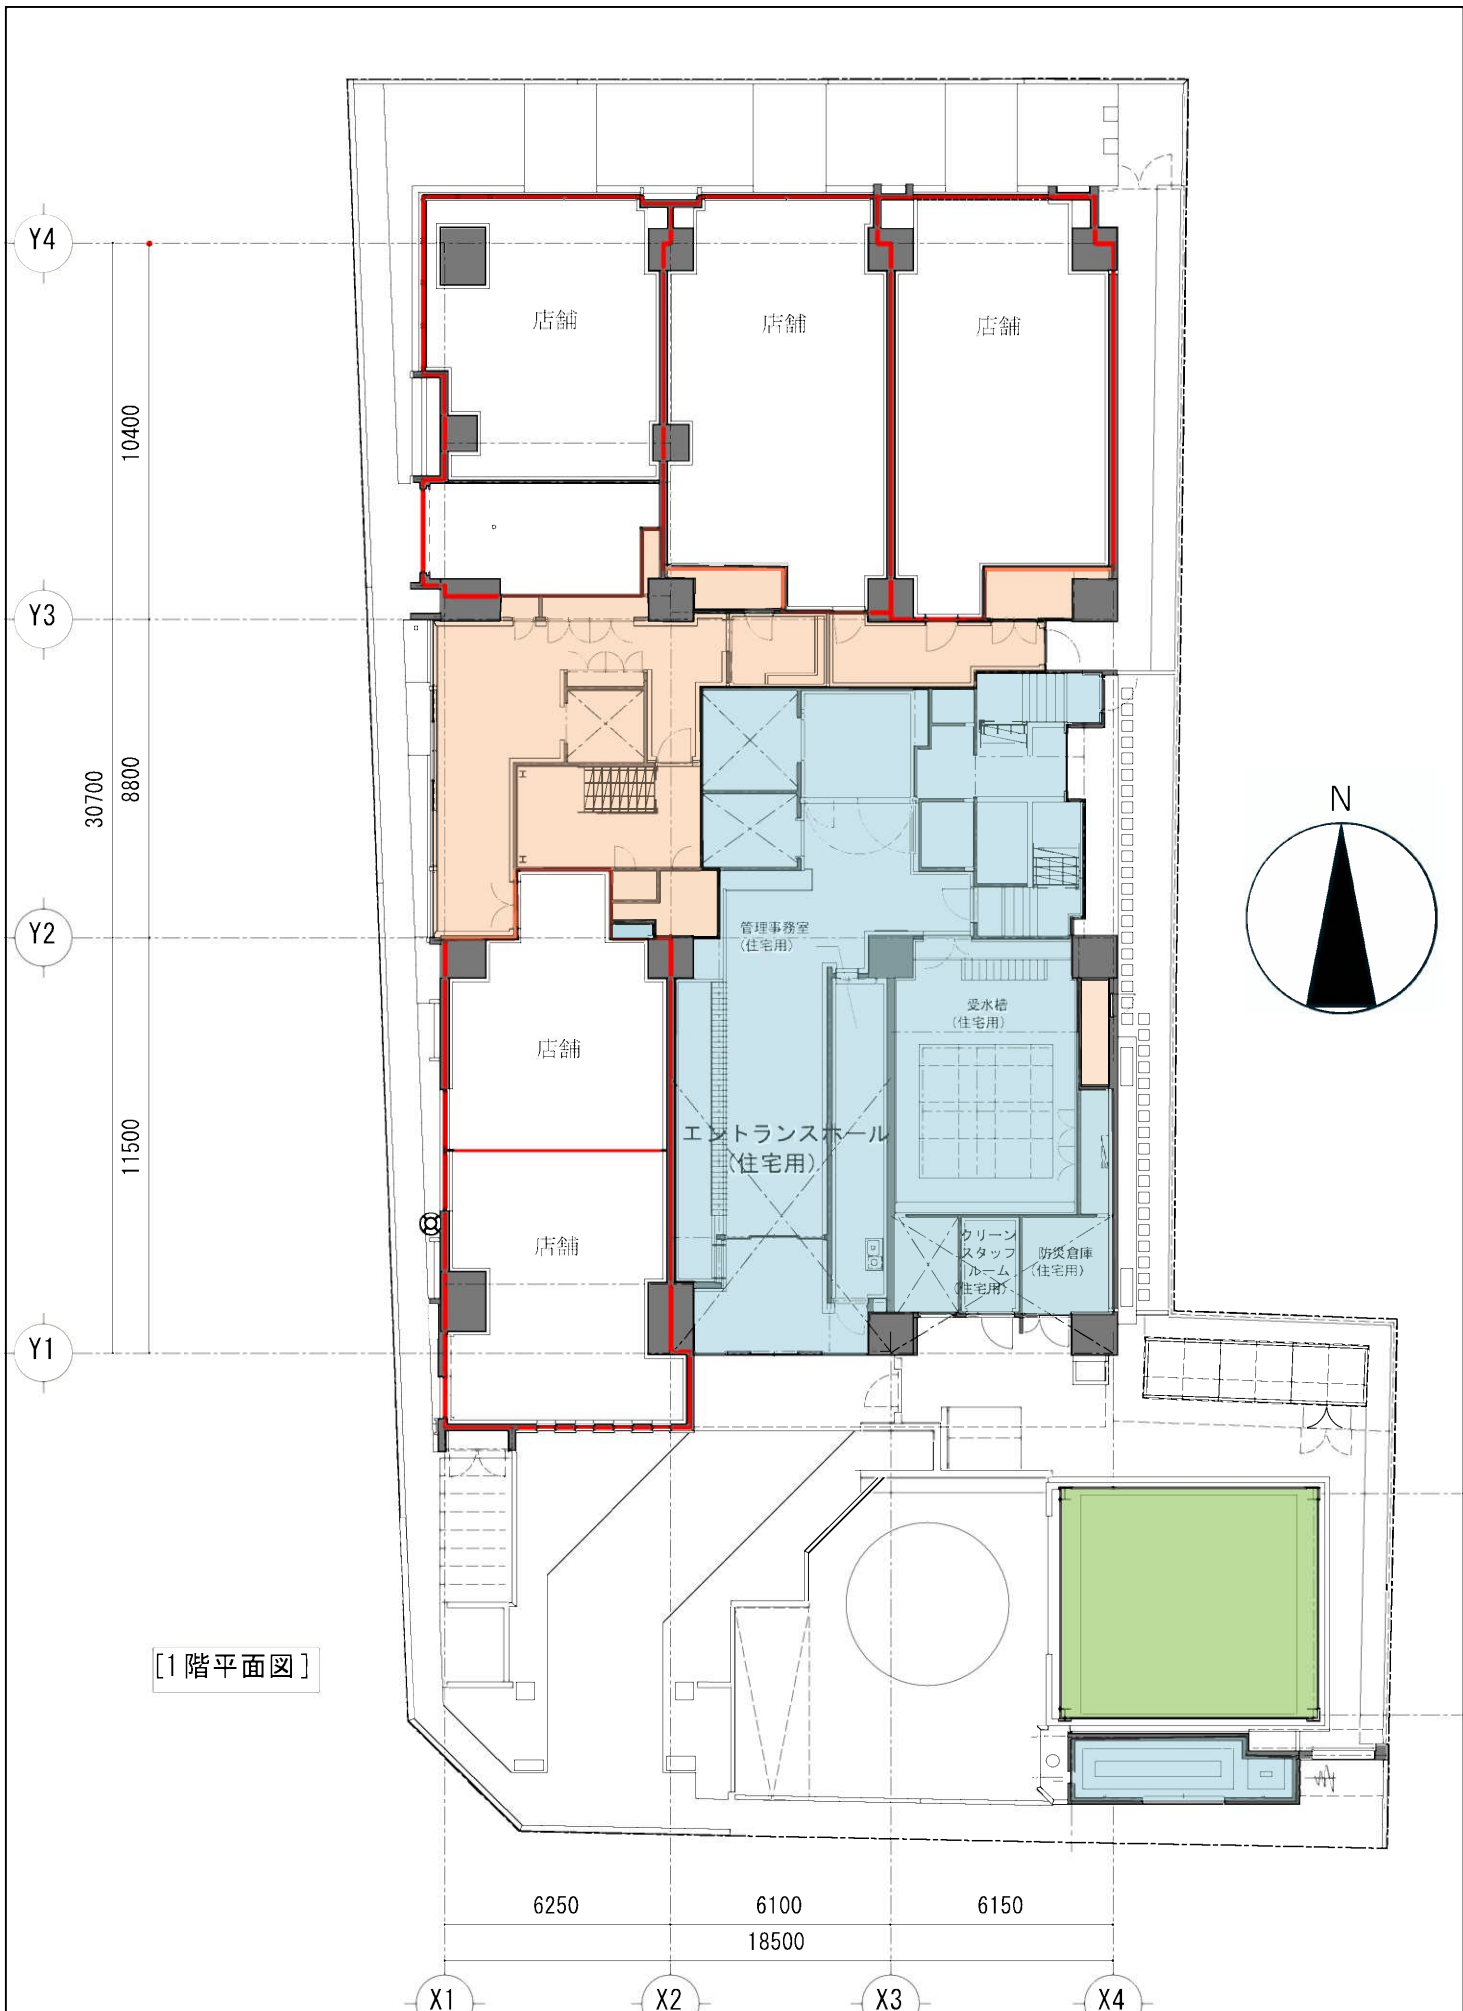 Y4
店舗
店舗
店舗
10400
Y3
30700
8800
N
Y2
管理事務室
(住宅用)
受水槽
(住宅用)
店舗
エントランスホール
(住宅用)
11500
店舗
クリーン
スタッフ
ルーム
(住宅用)
防災倉庫
(住宅用)
Y1
[1階平面図]
6250
6100
6150
18500
X1
X2
X3
X4